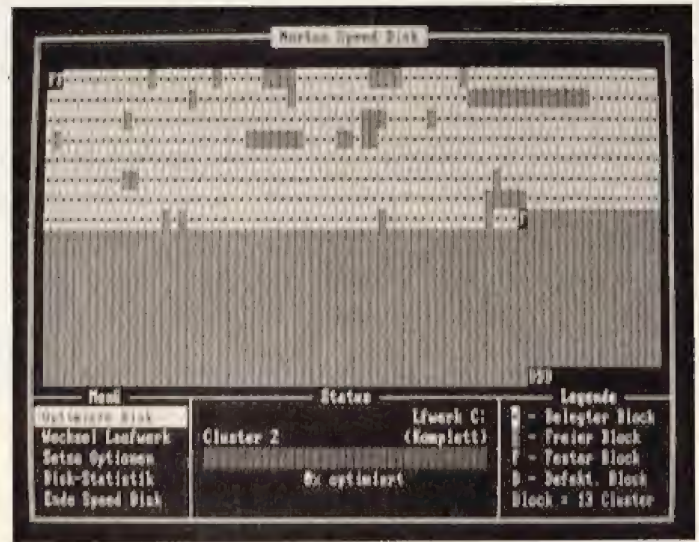 Norton Speed Disk
Menü
Optimiere Disk
Wechsel Laufwerk
Setze Optionen
Disk-Statistik
Ende Speed Disk
Status
Lfwerk C:
Cluster 2 (Komplett)
0% optimiert
Legende
- Belegter Block
- Freier Block
F - Fester Block
D - Defekt. Block
Block = 13 Cluster